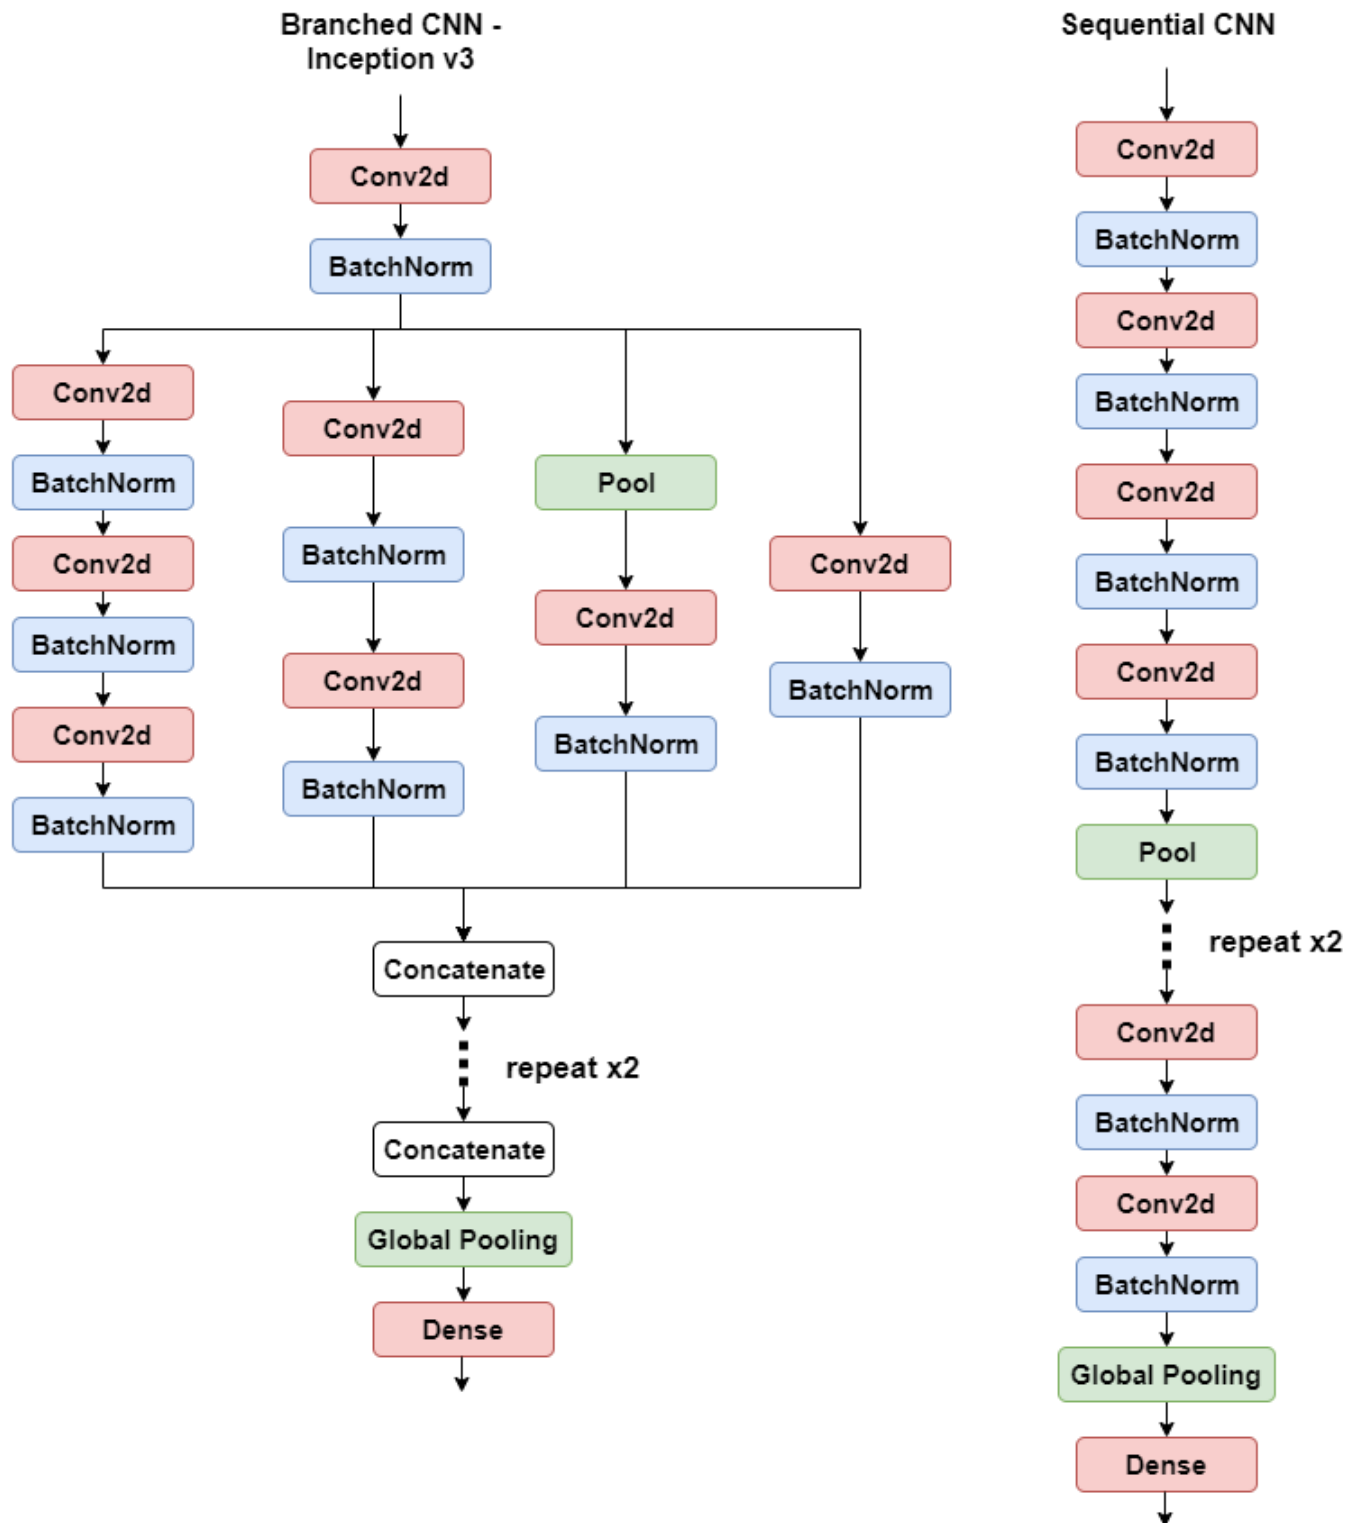 Branched CNN -
Inception v3
Conv2d
BatchNorm
Conv2d
BatchNorm
Conv2d
BatchNorm
Conv2d
BatchNorm
Conv2d
BatchNorm
Conv2d
BatchNorm
Pool
Conv2d
BatchNorm
Conv2d
BatchNorm
Concatenate
repeat x2
Concatenate
Global Pooling
Dense
Sequential CNN
Conv2d
BatchNorm
Conv2d
BatchNorm
Conv2d
BatchNorm
Conv2d
BatchNorm
Pool
repeat x2
Conv2d
BatchNorm
Conv2d
BatchNorm
Global Pooling
Dense